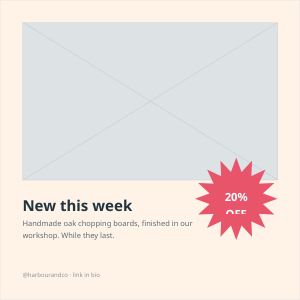 New this week
Handmade oak chopping boards, finished in our
workshop. While they last.
20%
OFF
@harbourandco · link in bio